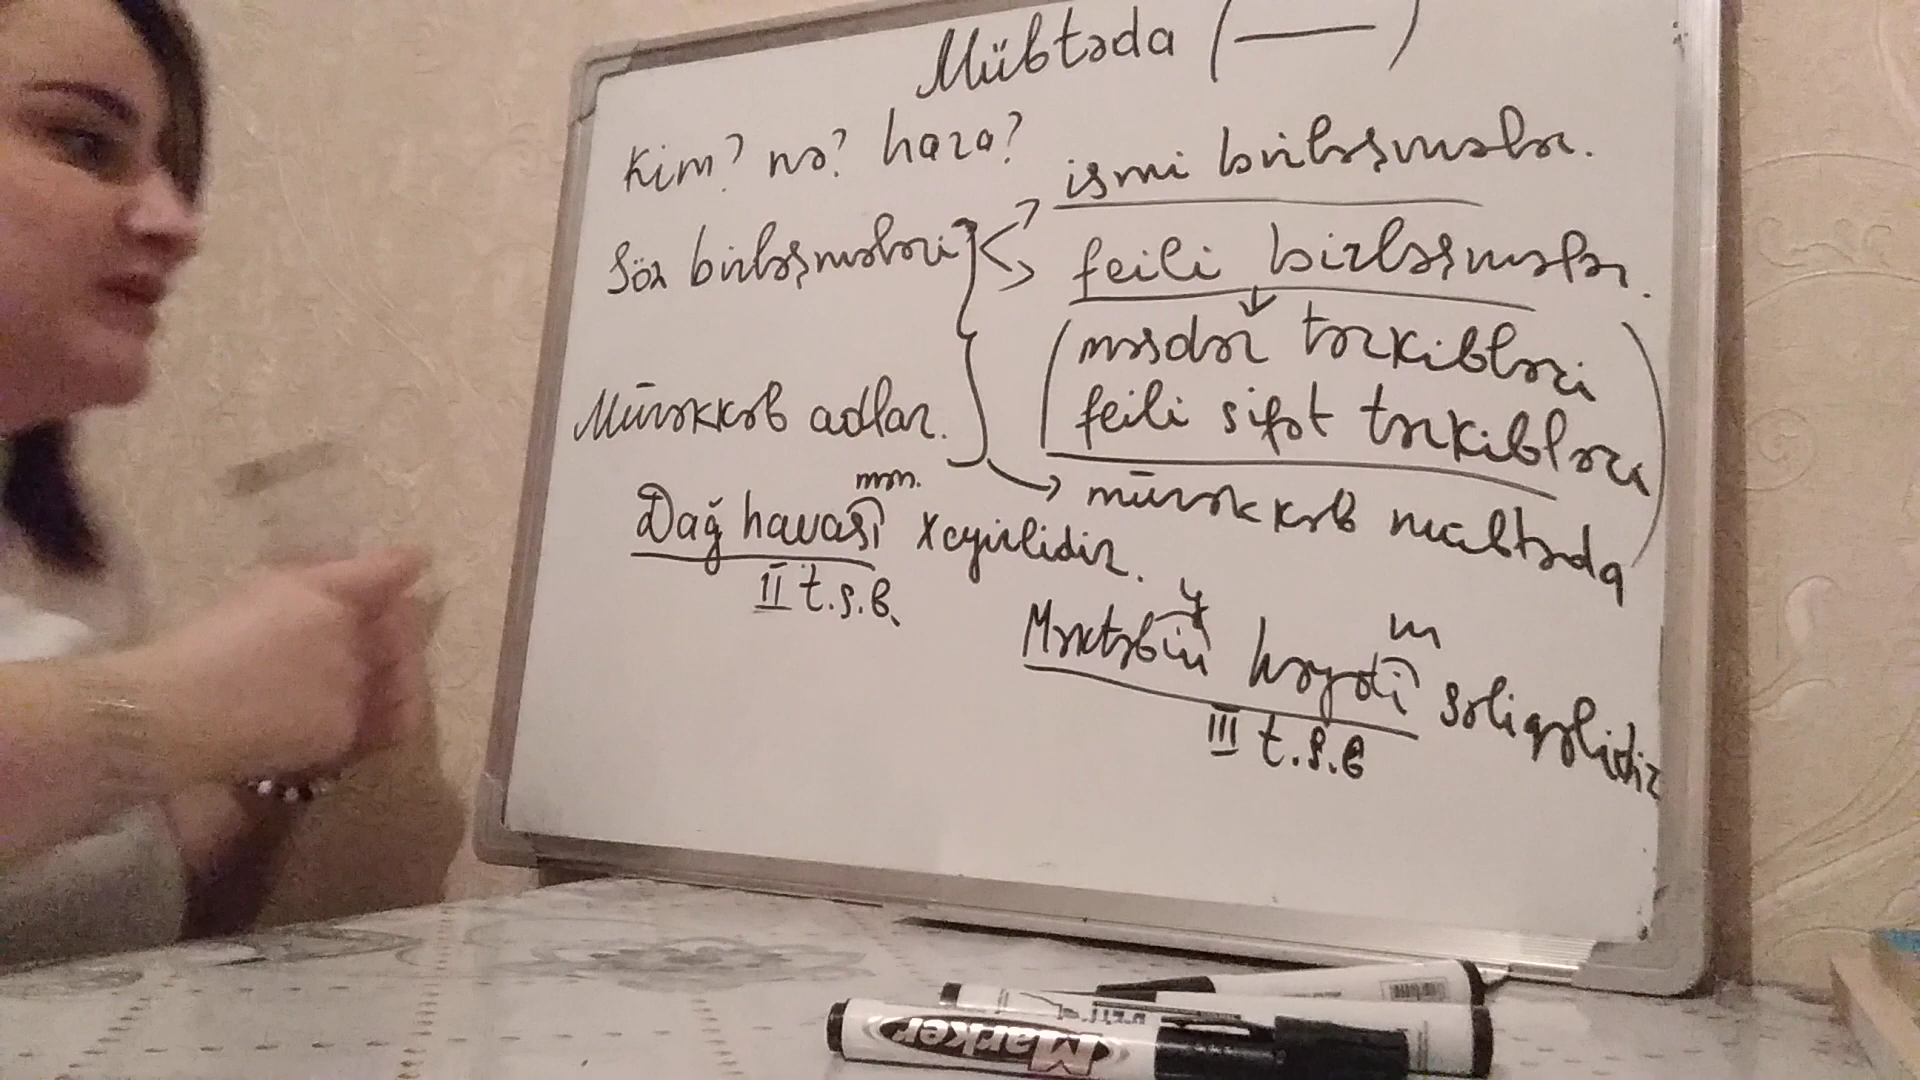 Mübtəda (—)
Kim? nə? hara?
ismi birləşmələr.
Söz birləşmələri
feili birləşmələr.
(məsdər tərkibləri
feili sifət tərkibləri)
Mürəkkəb adlar.
mürəkkəb mübtəda
mən.
Dağ havası xeyirlidir.
II t.s.b.
y m
Məktəbin həyəti səliqəlidir
III t.s.b
Marker